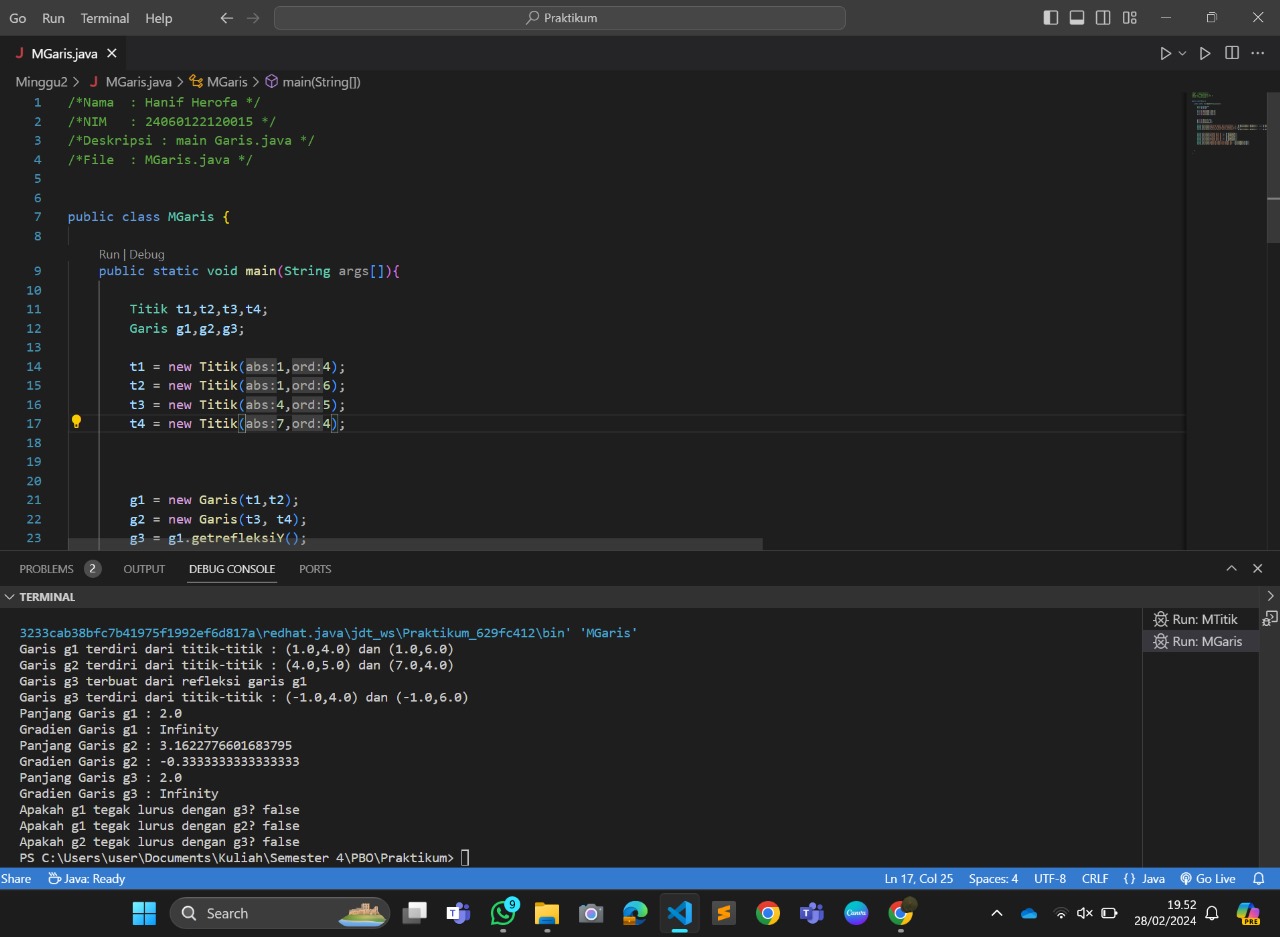 Go Run Terminal Help Praktikum
MGaris.java
Minggu2 > MGaris.java > MGaris > main(String[])
1 /*Nama : Hanif Herofa */
2 /*NIM : 24060122120015 */
3 /*Deskripsi : main Garis.java */
4 /*File : MGaris.java */
5
6
7 public class MGaris {
8
Run | Debug
9 public static void main(String args[]){
10
11 Titik t1,t2,t3,t4;
12 Garis g1,g2,g3;
13
14 t1 = new Titik(abs:1,ord:4);
15 t2 = new Titik(abs:1,ord:6);
16 t3 = new Titik(abs:4,ord:5);
17 t4 = new Titik(abs:7,ord:4);
18
19
20
21 g1 = new Garis(t1,t2);
22 g2 = new Garis(t3, t4);
23 g3 = g1.getrefleksiY();
PROBLEMS 2 OUTPUT DEBUG CONSOLE PORTS
TERMINAL
3233cab38bfc7b41975f1992ef6d817a\redhat.java\jdt_ws\Praktikum_629fc412\bin' 'MGaris'
Garis g1 terdiri dari titik-titik : (1.0,4.0) dan (1.0,6.0)
Garis g2 terdiri dari titik-titik : (4.0,5.0) dan (7.0,4.0)
Garis g3 terbuat dari refleksi garis g1
Garis g3 terdiri dari titik-titik : (-1.0,4.0) dan (-1.0,6.0)
Panjang Garis g1 : 2.0
Gradien Garis g1 : Infinity
Panjang Garis g2 : 3.1622776601683795
Gradien Garis g2 : -0.3333333333333333
Panjang Garis g3 : 2.0
Gradien Garis g3 : Infinity
Apakah g1 tegak lurus dengan g3? false
Apakah g1 tegak lurus dengan g2? false
Apakah g2 tegak lurus dengan g3? false
PS C:\Users\user\Documents\Kuliah\Semester 4\PBO\Praktikum>
Run: MTitik
Run: MGaris
Share Java: Ready Ln 17, Col 25 Spaces: 4 UTF-8 CRLF {} Java Go Live
Search 9 Canva 19.52
28/02/2024 PRE